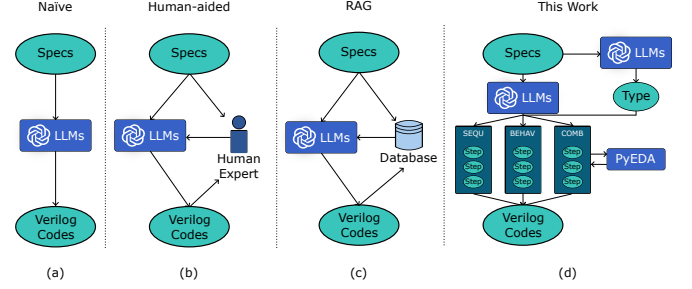 Naïve
Human-aided
RAG
This Work
Specs
Specs
Specs
Specs
LLMs
LLMs
Type
LLMs
LLMs
LLMs
Human
Expert
Database
SEQU
BEHAV
COMB
Step
Step
Step
Step
Step
Step
Step
Step
Step
PyEDA
Verilog
Codes
Verilog
Codes
Verilog
Codes
Verilog
Codes
(a)
(b)
(c)
(d)